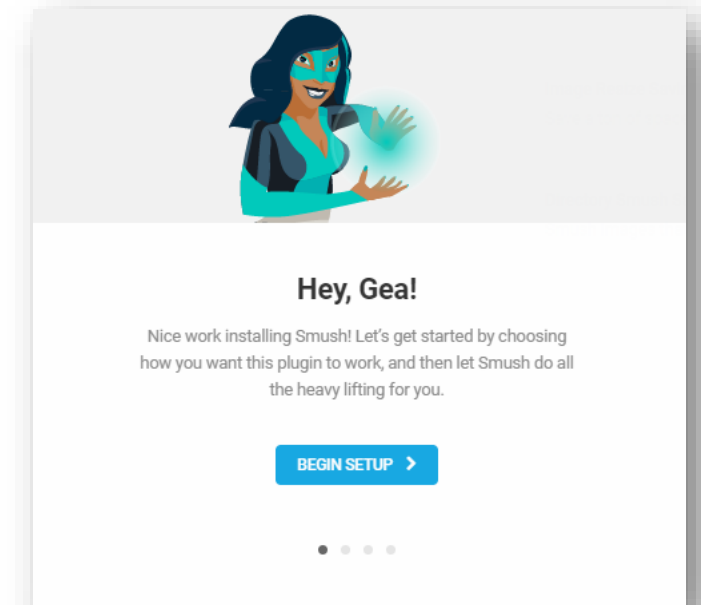 Hey, Gea!
Nice work installing Smush! Let's get started by choosing
how you want this plugin to work, and then let Smush do all
the heavy lifting for you.
BEGIN SETUP